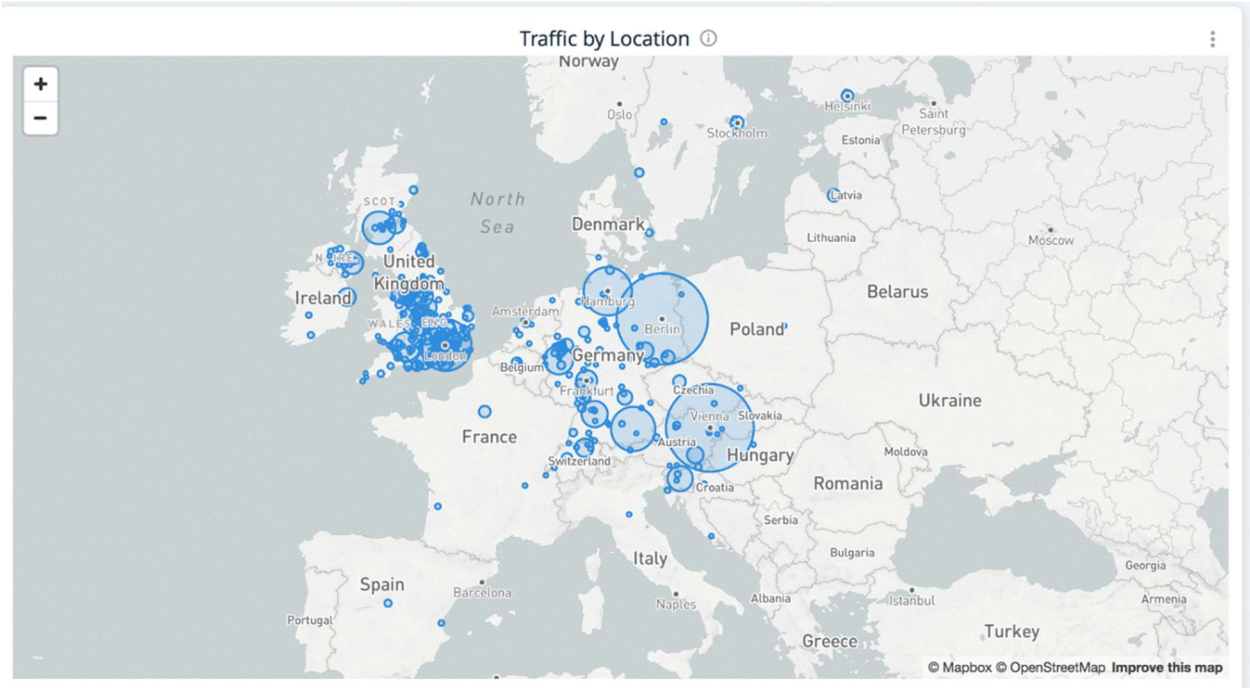 Traffic by Location
Norway
+
−
Oslo
Helsinki
Saint
Petersburg
Stockholm
Estonia
SCOT.
North
Sea
Latvia
Denmark
Lithuania
Moscow
N. IRE.
United
Kingdom
Ireland
Hamburg
Belarus
Amsterdam
WALES
ENG.
Berlin
Poland
London
Belgium
Germany
Frankfurt
Czechia
Ukraine
France
Vienna
Slovakia
Austria
Hungary
Moldova
Switzerland
Croatia
Romania
Serbia
Italy
Bulgaria
Georgia
Spain
Barcelona
Portugal
Naples
Albania
Istanbul
Armenia
Greece
Turkey
© Mapbox © OpenStreetMap Improve this map